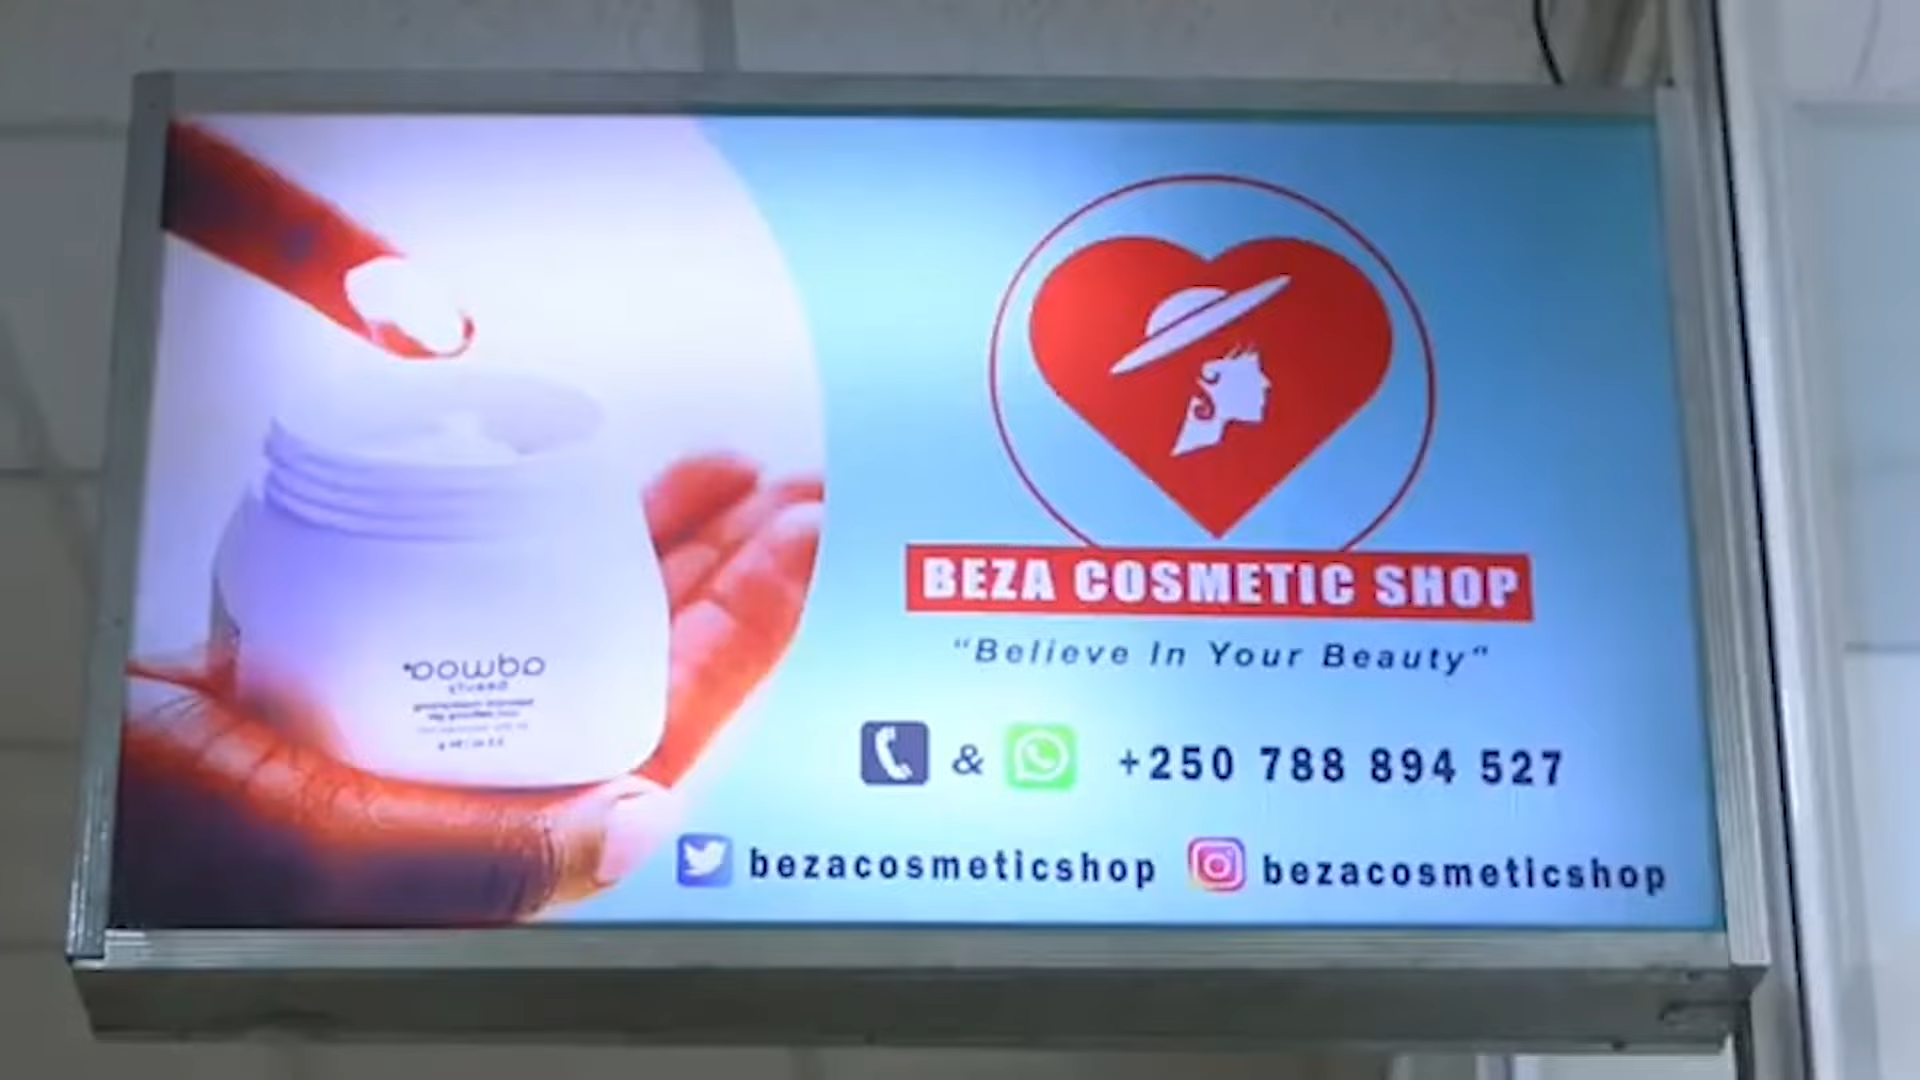 BEZA COSMETIC SHOP
"Believe In Your Beauty"
& +250 788 894 527
bezacosmeticshop bezacosmeticshop